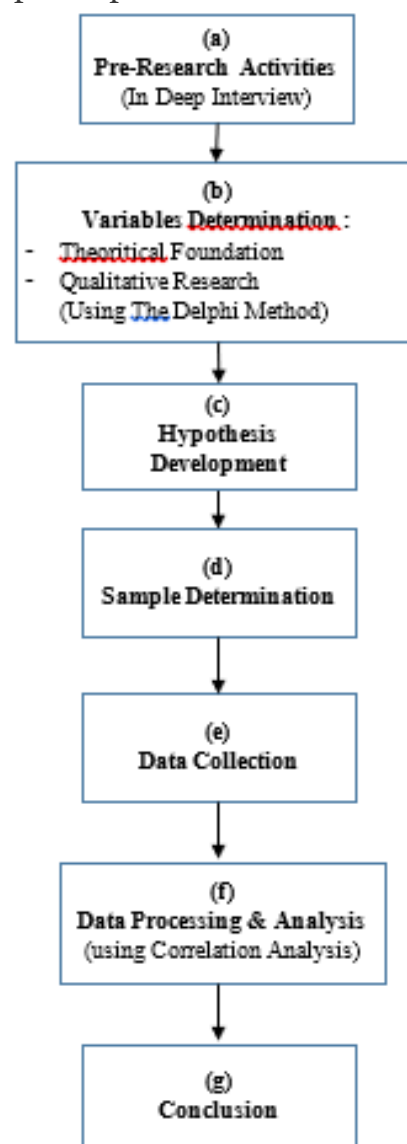 (a)
Pre-Research Activities
(In Deep Interview)
(b)
Variables Determination :
- Theoritical Foundation
- Qualitative Research
(Using The Delphi Method)
(c)
Hypothesis
Development
(d)
Sample Determination
(e)
Data Collection
(f)
Data Processing & Analysis
(using Correlation Analysis)
(g)
Conclusion